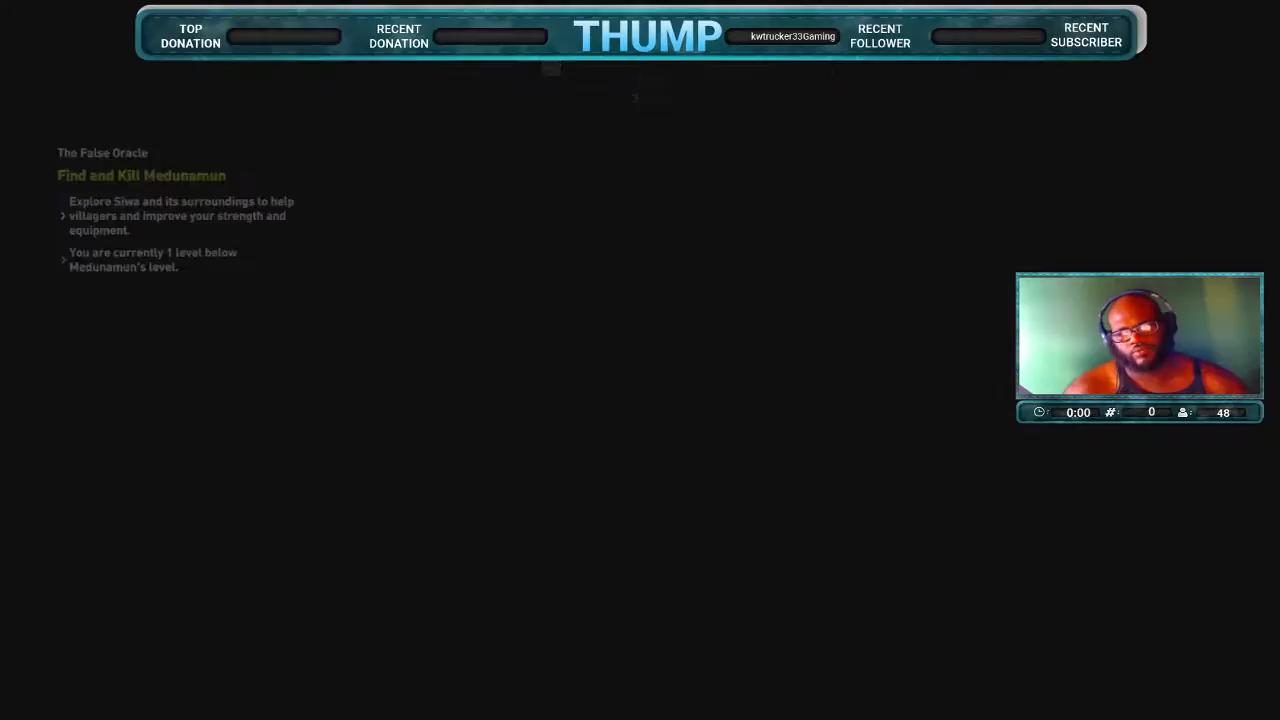 TOP
DONATION
RECENT
DONATION
THUMP
kwtrucker33Gaming
RECENT
FOLLOWER
RECENT
SUBSCRIBER
The False Oracle
Find and Kill Medunamun
Explore Siwa and its surroundings to help
villagers and improve your strength and
equipment.
You are currently 1 level below
Medunamun's level.
0:00 #: 0 48